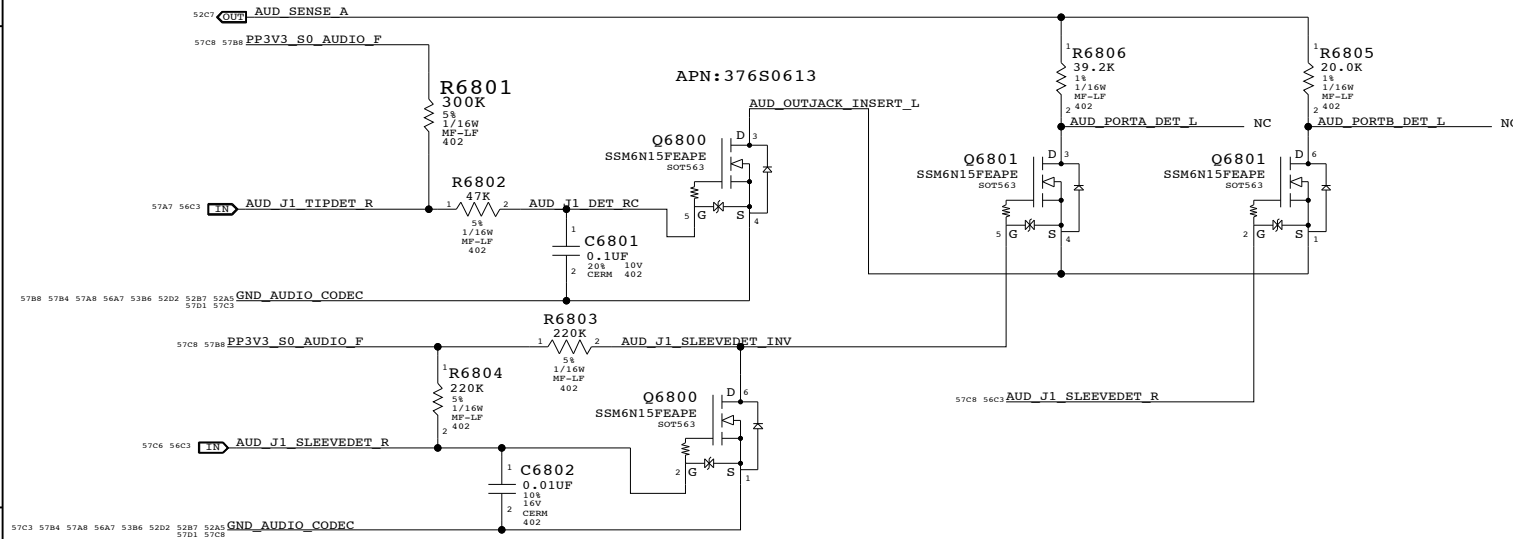 52C7 OUT AUD_SENSE_A
57C8 57B8 PP3V3_S0_AUDIO_F
R6801
300K
5%
1/16W
MF-LF
402
APN:376S0613
AUD_OUTJACK_INSERT_L
1
R6806
39.2K
1%
1/16W
MF-LF
402
2
1
R6805
20.0K
1%
1/16W
MF-LF
402
2
AUD_PORTA_DET_L NC
AUD_PORTB_DET_L NC
Q6800
SSM6N15FEAPE
SOT563
D 3
5 G S 4
Q6801
SSM6N15FEAPE
SOT563
D 3
5 G S 4
Q6801
SSM6N15FEAPE
SOT563
D 6
2 G S 1
57A7 56C3 IN AUD_J1_TIPDET_R
R6802
1 47K 2
5%
1/16W
MF-LF
402
AUD_J1_DET_RC
1
C6801
0.1UF
20% 10V
CERM 402
2
57B8 57B4 57A8 56A7 53B6 52D2 52B7 52A5 GND_AUDIO_CODEC
57D1 57C3
57C8 57B8 PP3V3_S0_AUDIO_F
R6803
1 220K 2
5%
1/16W
MF-LF
402
AUD_J1_SLEEVEDET_INV
1
R6804
220K
5%
1/16W
MF-LF
402
2
Q6800
SSM6N15FEAPE
SOT563
D 6
2 G S 1
57C8 56C3 AUD_J1_SLEEVEDET_R
57C6 56C3 IN AUD_J1_SLEEVEDET_R
1
C6802
0.01UF
10%
16V
CERM
402
2
57C3 57B4 57A8 56A7 53B6 52D2 52B7 52A5 GND_AUDIO_CODEC
57D1 57C8